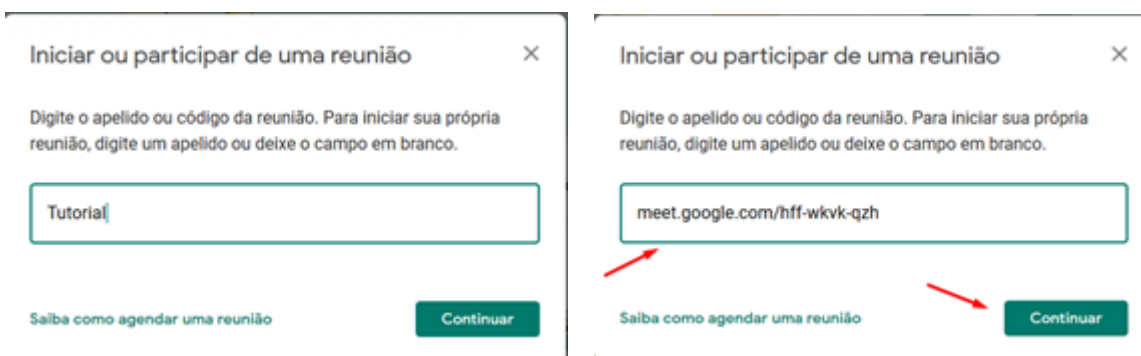 Iniciar ou participar de uma reunião
Digite o apelido ou código da reunião. Para iniciar sua própria
reunião, digite um apelido ou deixe o campo em branco.
Tutorial
Saiba como agendar uma reunião
Continuar
Iniciar ou participar de uma reunião
Digite o apelido ou código da reunião. Para iniciar sua própria
reunião, digite um apelido ou deixe o campo em branco.
meet.google.com/hff-wkvk-qzh
Saiba como agendar uma reunião
Continuar